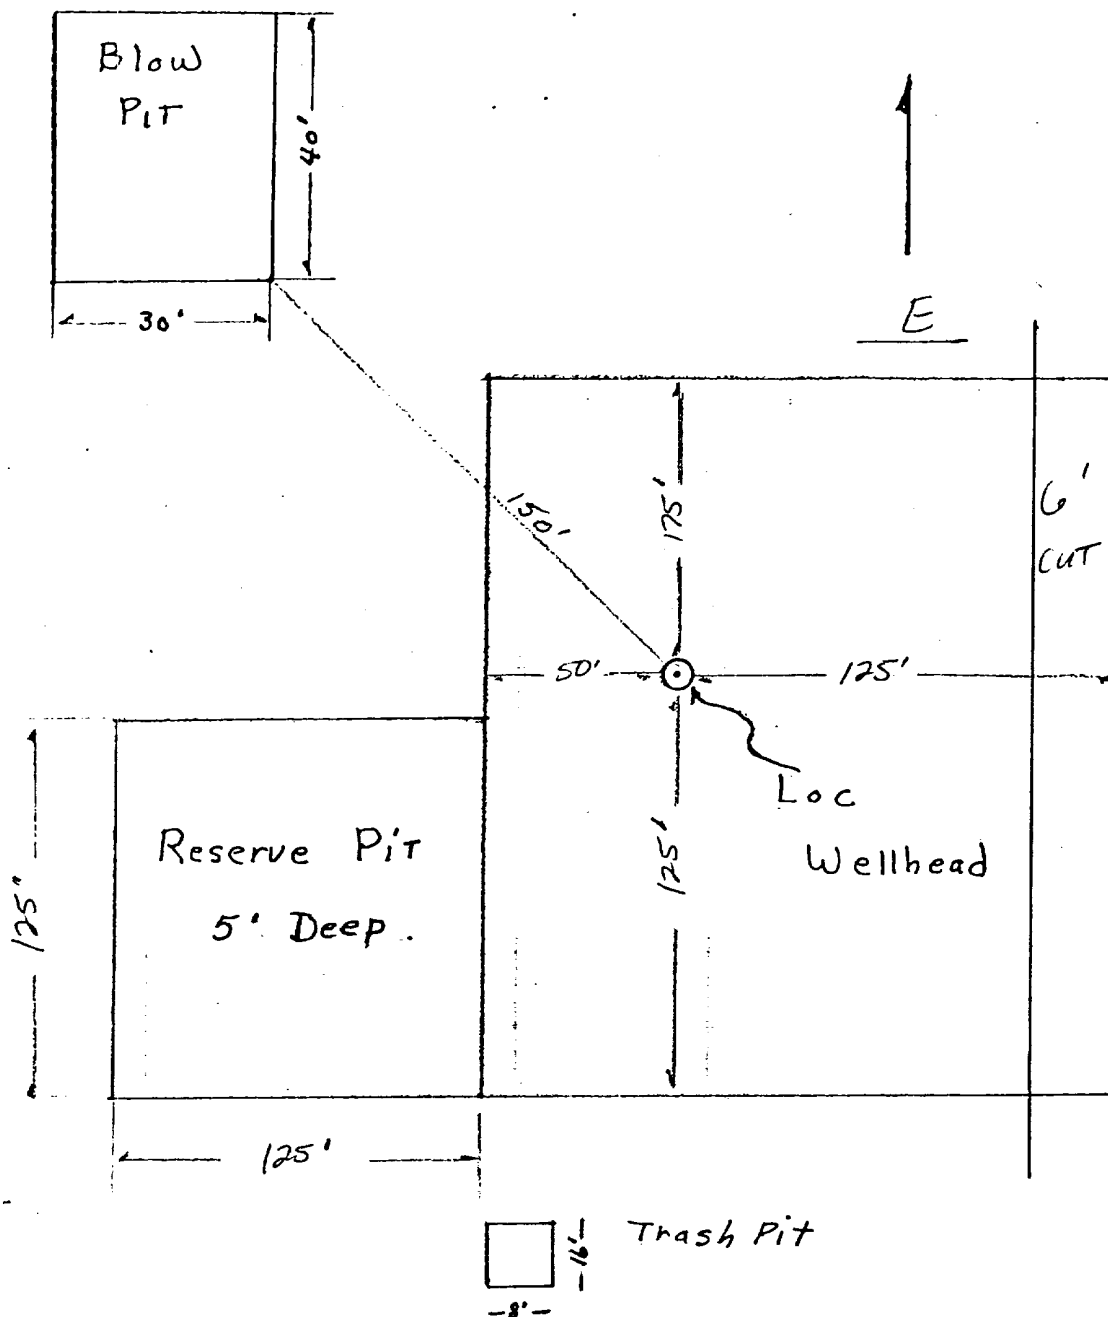 Blow
PIT
40'
30'
E
175'
6'
CUT
150'
50'
125'
Loc
Wellhead
125'
Reserve PiT
5' Deep.
125"
125'
Trash Pit
16'
8'